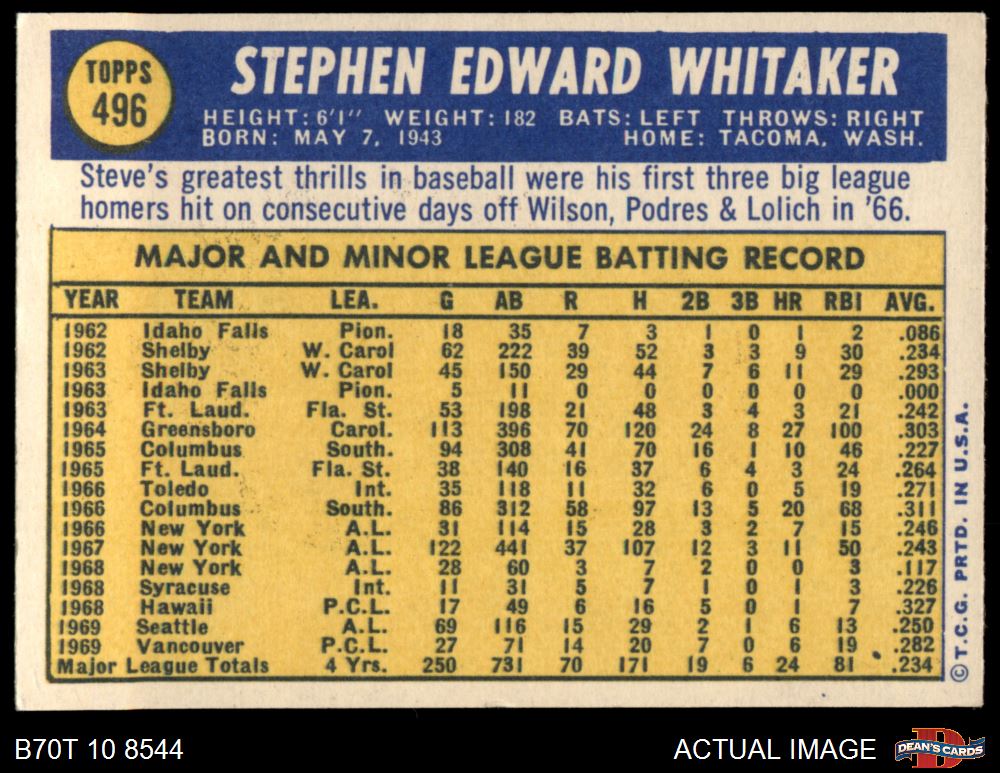 TOPPS
496
STEPHEN EDWARD WHITAKER
HEIGHT: 6'1" WEIGHT: 182 BATS: LEFT THROWS: RIGHT
BORN: MAY 7, 1943 HOME: TACOMA, WASH.
Steve's greatest thrills in baseball were his first three big league
homers hit on consecutive days off Wilson, Podres & Lolich in '66.
MAJOR AND MINOR LEAGUE BATTING RECORD
YEAR TEAM LEA. G AB R H 2B 3B HR RBI AVG.
1962 Idaho Falls Pion. 18 35 7 3 1 0 1 2 .086
1962 Shelby W. Carol 62 222 39 52 3 3 9 30 .234
1963 Shelby W. Carol 45 150 29 44 7 6 11 29 .293
1963 Idaho Falls Pion. 5 11 0 0 0 0 0 0 .000
1963 Ft. Laud. Fla. St. 53 198 21 48 3 4 3 21 .242
1964 Greensboro Carol. 113 396 70 120 24 8 27 100 .303
1965 Columbus South. 94 308 41 70 16 1 10 46 .227
1965 Ft. Laud. Fla. St. 38 140 16 37 6 4 3 24 .264
1966 Toledo Int. 35 118 11 32 6 0 5 19 .271
1966 Columbus South. 86 312 58 97 13 5 20 68 .311
1966 New York A.L. 31 114 15 28 3 2 7 15 .246
1967 New York A.L. 122 441 37 107 12 3 11 50 .243
1968 New York A.L. 28 60 3 7 2 0 0 3 .117
1968 Syracuse Int. 11 31 5 7 1 0 1 3 .226
1968 Hawaii P.C.L. 17 49 6 16 5 0 1 7 .327
1969 Seattle A.L. 69 116 15 29 2 1 6 13 .250
1969 Vancouver P.C.L. 27 71 14 20 7 0 6 19 .282
Major League Totals 4 Yrs. 250 731 70 171 19 6 24 81 .234
© T.C.G. PRTD. IN U.S.A.
B70T 10 8544
ACTUAL IMAGE
DEAN'S CARDS